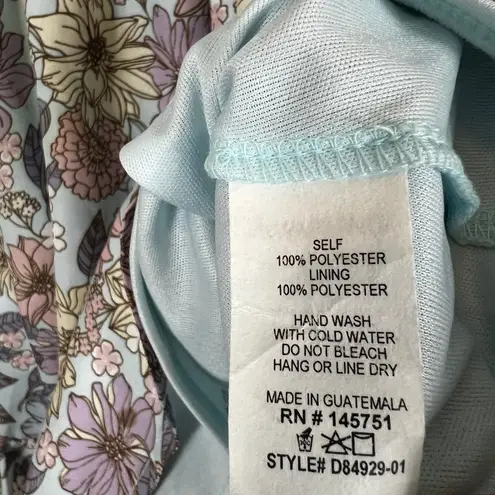 SELF
100% POLYESTER
LINING
100% POLYESTER
HAND WASH
WITH COLD WATER
DO NOT BLEACH
HANG OR LINE DRY
MADE IN GUATEMALA
RN # 145751
STYLE# D84929-01